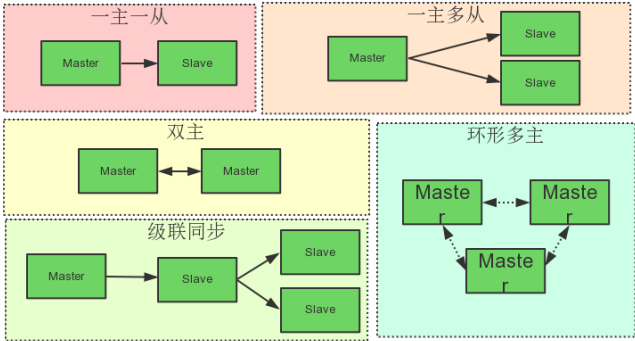 一主一从
Master
Slave
一主多从
Master
Slave
Slave
双主
Master
Master
环形多主
Maste
r
Maste
r
Maste
r
级联同步
Master
Slave
Slave
Slave